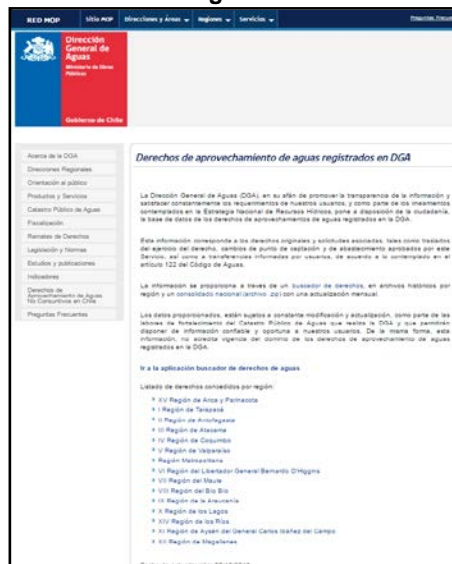 RED MOP
Sitio MOP
Direcciones y Áreas
Regiones
Servicios
Preguntas Frecue
Dirección
General de
Aguas
Ministerio de Obras
Públicas
Gobierno de Chile
Acerca de la DGA
Direcciones Regionales
Orientación al público
Productos y Servicios
Catastro Público de Aguas
Fiscalización
Remates de Derechos
Legislación y Normas
Estudios y publicaciones
Indicadores
Derechos de
Aprovechamiento de Aguas
No Consuntivos en Chile
Preguntas Frecuentes
Derechos de aprovechamiento de aguas registrados en DGA
La Dirección General de Aguas (DGA), en su afán de promover la transparencia de la información y
satisfacer constantemente los requerimientos de nuestros usuarios, y como parte de los lineamientos
contemplados en la Estrategia Nacional de Recursos Hídricos, pone a disposición de la ciudadanía,
la base de datos de los derechos de aprovechamientos de aguas registrados en la DGA.
Esta información corresponde a los derechos originales y solicitudes asociadas, tales como traslados
del ejercicio del derecho, cambios de punto de captación y de abastecimiento aprobados por este
Servicio, así como a transferencias informadas por usuarios, de acuerdo a lo contemplado en el
artículo 122 del Código de Aguas.
La información se proporciona a través de un buscador de derechos, en archivos históricos por
región y un consolidado nacional (archivo .zip) con una actualización mensual.
Los datos proporcionados, están sujetos a constante modificación y actualización, como parte de las
labores de fortalecimiento del Catastro Público de Aguas que realiza la DGA y que permitirán
disponer de información confiable y oportuna a nuestros usuarios. De la misma forma, esta
información, no acredita vigencia del dominio de los derechos de aprovechamiento de aguas
registrados en la DGA.
Ir a la aplicación buscador de derechos de aguas
Listado de derechos concedidos por región:
XV Región de Arica y Parinacota
I Región de Tarapacá
II Región de Antofagasta
III Región de Atacama
IV Región de Coquimbo
V Región de Valparaíso
Región Metropolitana
VI Región del Libertador General Bernardo O'Higgins
VII Región del Maule
VIII Región del Bío Bío
IX Región de la Araucanía
X Región de los Lagos
XIV Región de los Ríos
XI Región de Aysén del General Carlos Ibáñez del Campo
XII Región de Magallanes